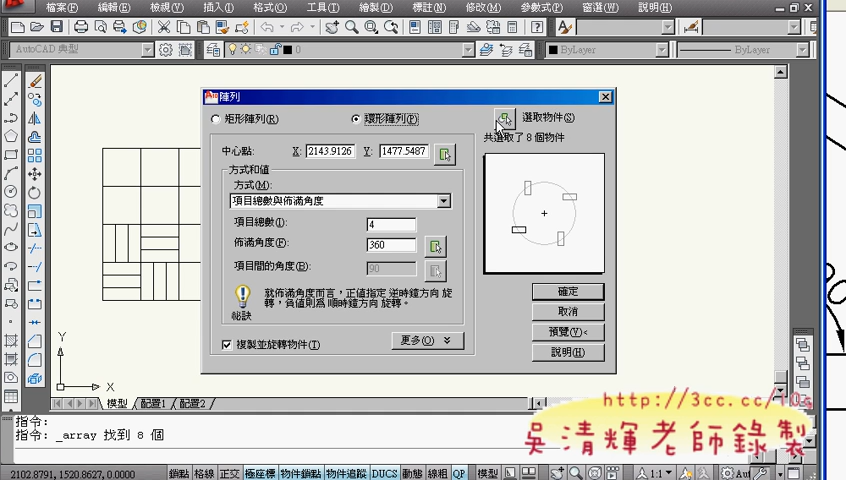 檔案(F) 編輯(E) 檢視(V) 插入(I) 格式(O) 工具(T) 繪製(D) 標註(N) 修改(M) 參數式(P) 視窗(W) 說明(H)
AutoCAD 典型 0 ByLayer ByLayer
陣列
矩形陣列(R) 環形陣列(P) 選取物件(S)
共選取了 8 個物件
中心點: X: 2143.9126 Y: 1477.5487
方式和值
方式(M):
項目總數與佈滿角度
項目總數(I): 4
佈滿角度(F): 360
項目間的角度(B): 90
就佈滿角度而言，正值指定 逆時鐘方向 旋
轉，負值則為 順時鐘方向 旋轉。
祕訣
複製並旋轉物件(T) 更多(O)
確定
取消
預覽(V)<
說明(H)
Y
X
模型 配置1 配置2
指令:
指令: _array 找到 8 個
http://3cc.cc/10s
吳清輝老師錄製
2102.8791, 1520.8627, 0.0000 鎖點 格線 正交 極座標 物件鎖點 物件追蹤 DUCS 動態 線粗 QP 模型 1:1